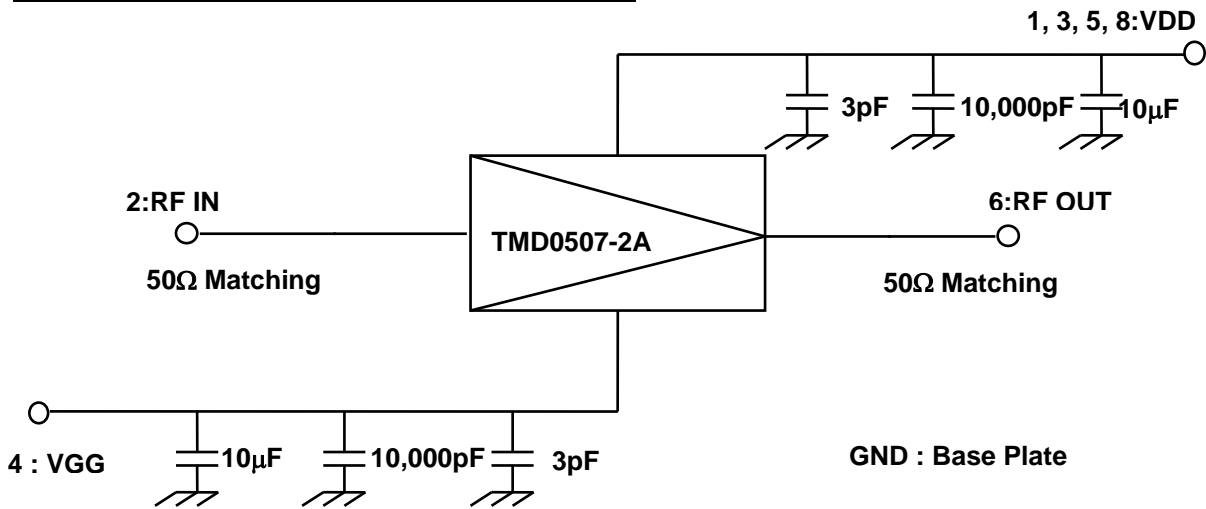 1, 3, 5, 8:VDD
3pF
10,000pF
10µF
2:RF IN
6:RF OUT
TMD0507-2A
50Ω Matching
50Ω Matching
4 : VGG
10µF
10,000pF
3pF
GND : Base Plate